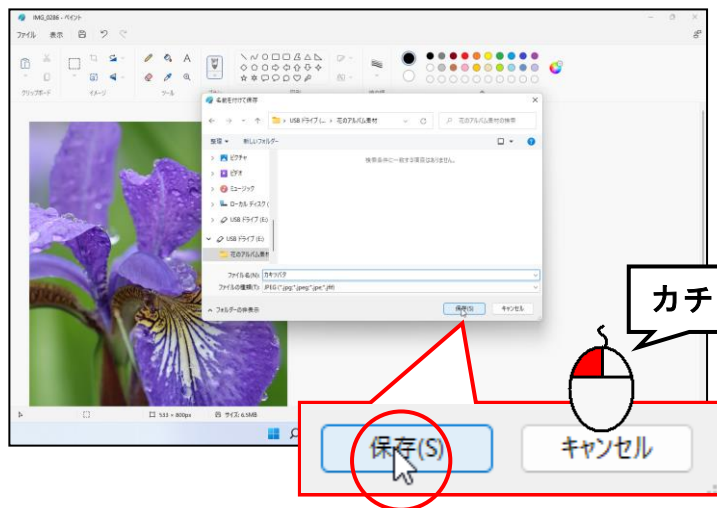 IMG_0286 - ペイント
ファイル 表示
クリップボード
イメージ
ツール
名前を付けて保存
USB ドライブ (... > 花のアルバム素材
花のアルバム素材の検索
整理 新しいフォルダー
ピクチャ
検索条件に一致する項目はありません。
ビデオ
ミュージック
ローカル ディスク (
USB ドライブ (E:)
USB ドライブ (E:)
花のアルバム素材
ファイル名(N): カキツバタ
ファイルの種類(T): JPEG (*.jpg;*.jpeg;*.jpe;*.jfif)
フォルダーの非表示
保存(S)
キャンセル
カチ
533 × 800px
サイズ: 6.5MB
保存(S)
キャンセル